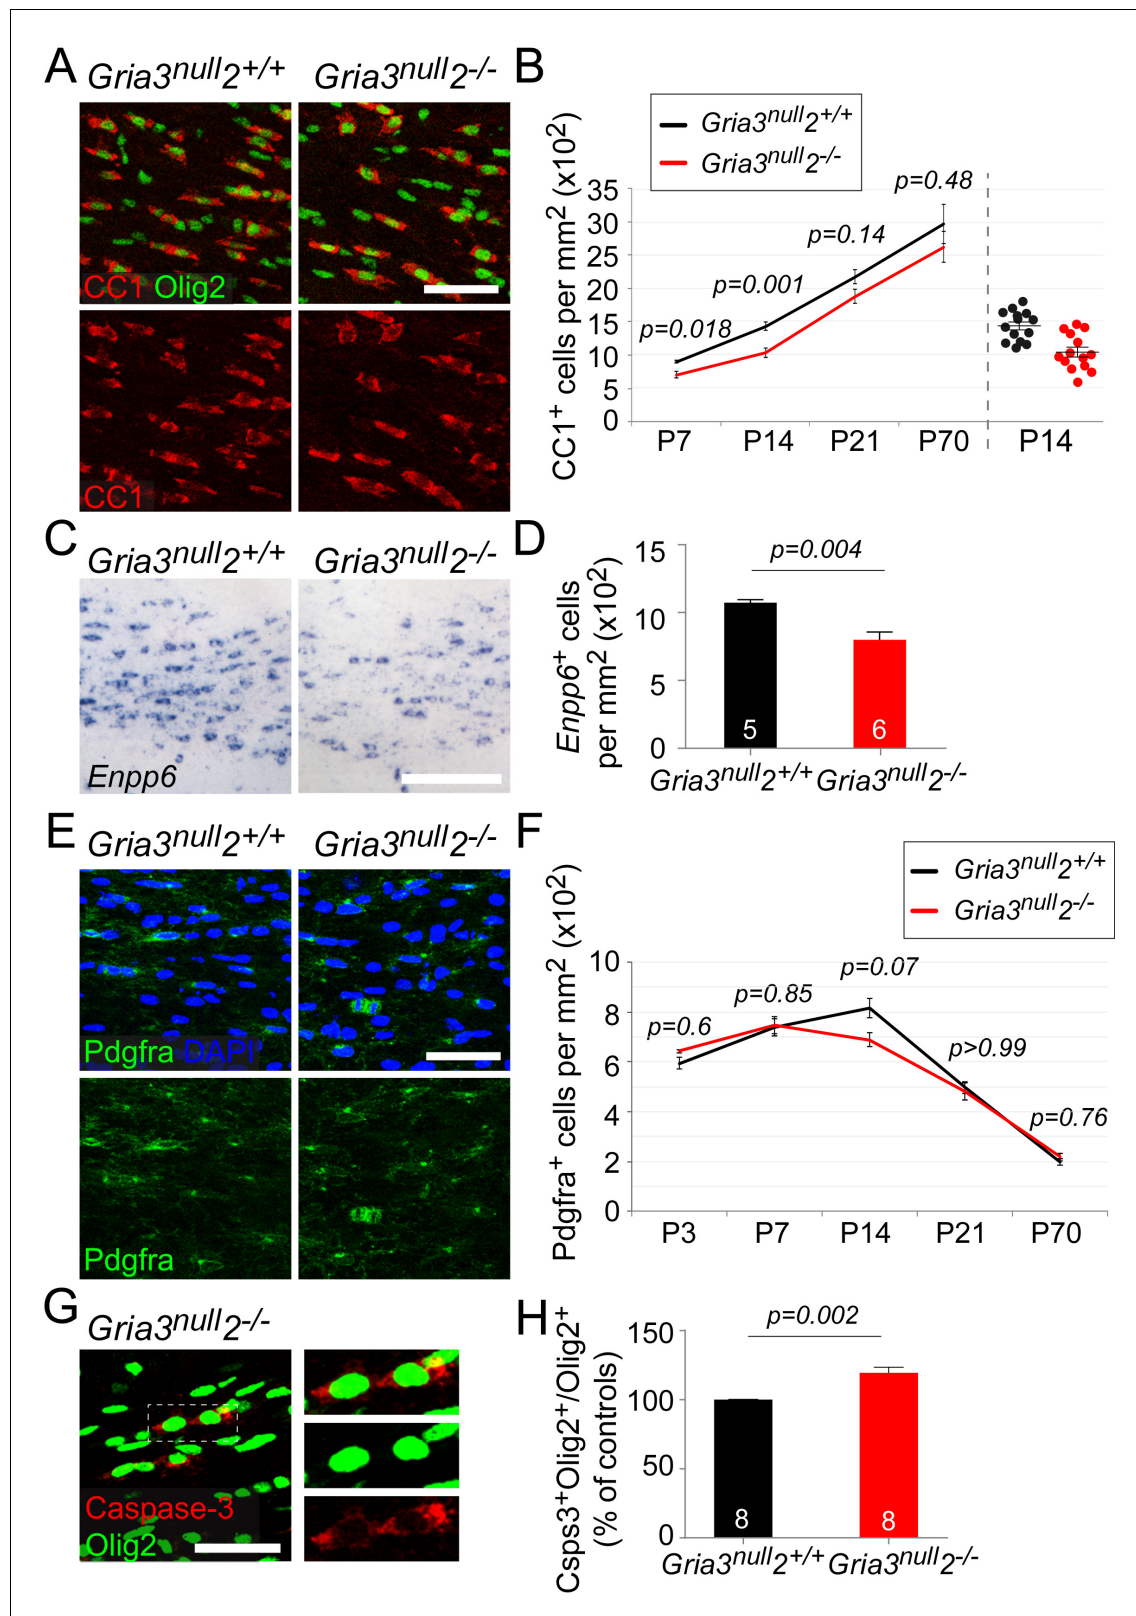 A
Gria3null2+/+
Gria3null2-/-
CC1 Olig2
CC1
B
Gria3null2+/+
Gria3null2-/-
CC1+ cells per mm2 (x102)
35
30
25
20
15
10
5
0
p=0.018
p=0.001
p=0.14
p=0.48
P7
P14
P21
P70
P14
C
Gria3null2+/+
Gria3null2-/-
Enpp6
D
Enpp6+ cells
per mm2 (x102)
15
10
5
0
p=0.004
5
6
Gria3null2+/+
Gria3null2-/-
E
Gria3null2+/+
Gria3null2-/-
Pdgfra DAPI
Pdgfra
F
Gria3null2+/+
Gria3null2-/-
Pdgfra+ cells per mm2 (x102)
10
8
6
4
2
0
p=0.6
p=0.85
p=0.07
p>0.99
p=0.76
P3
P7
P14
P21
P70
G
Gria3null2-/-
Caspase-3
Olig2
H
Csps3+Olig2+/Olig2+
(% of controls)
150
100
50
0
p=0.002
8
8
Gria3null2+/+
Gria3null2-/-